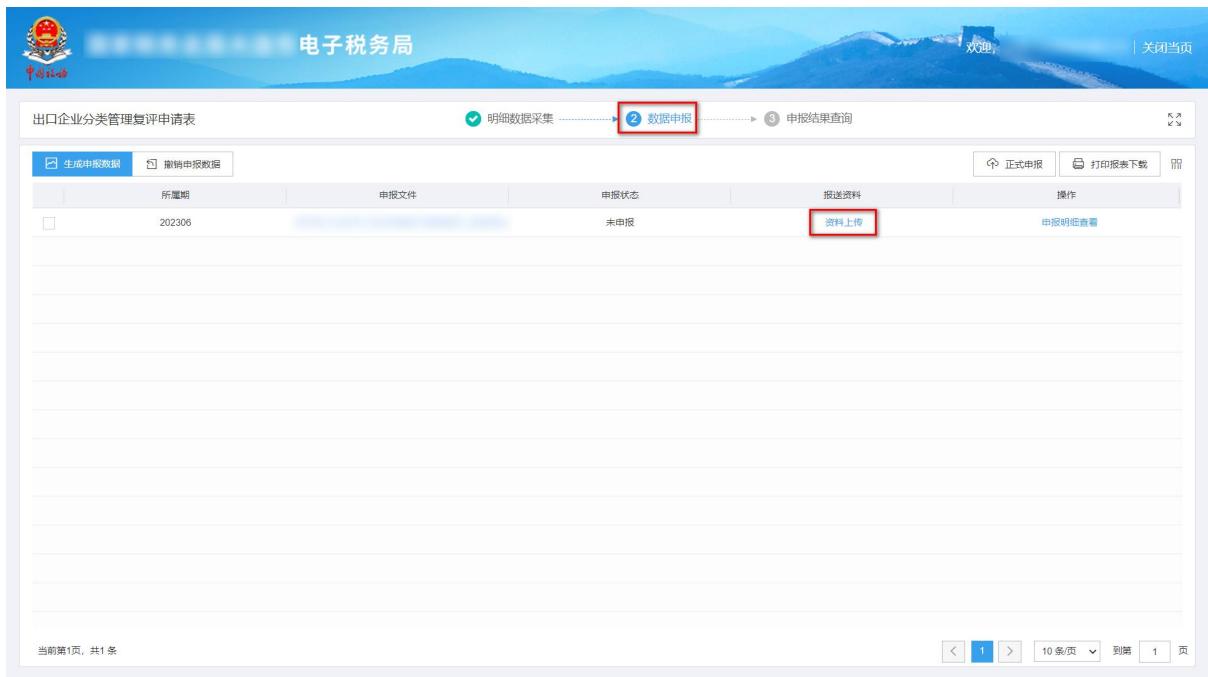 电子税务局
欢迎,
关闭当页
中国税务
出口企业分类管理复评申请表
明细数据采集
2 数据申报
3 申报结果查询
生成申报数据
撤销申报数据
正式申报
打印报表下载
所属期 申报文件 申报状态 报送资料 操作
202306 未申报 资料上传 申报明细查看
当前第1页, 共1 条
1
10 条/页
到第 1 页